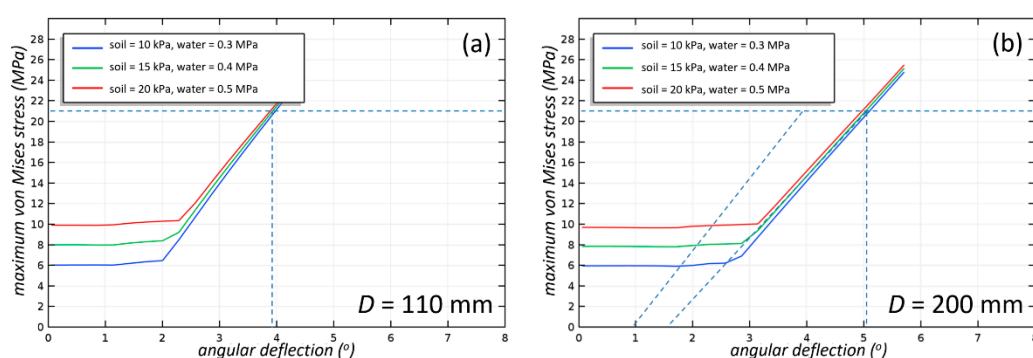 (a)
soil = 10 kPa, water = 0.3 MPa
soil = 15 kPa, water = 0.4 MPa
soil = 20 kPa, water = 0.5 MPa
maximum von Mises stress (MPa)
28
26
24
22
20
18
16
14
12
10
8
6
4
2
0
D = 110 mm
0 1 2 3 4 5 6 7 8
angular deflection (°)
(b)
soil = 10 kPa, water = 0.3 MPa
soil = 15 kPa, water = 0.4 MPa
soil = 20 kPa, water = 0.5 MPa
maximum von Mises stress (MPa)
28
26
24
22
20
18
16
14
12
10
8
6
4
2
0
D = 200 mm
0 1 2 3 4 5 6 7 8
angular deflection (°)